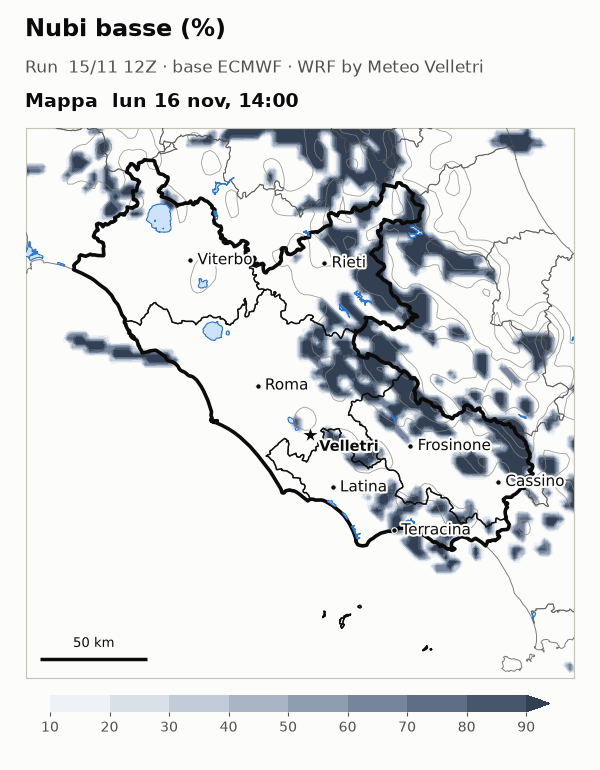 Nubi basse (%)
Run 15/11 12Z · base ECMWF · WRF by Meteo Velletri
Mappa lun 16 nov, 14:00
Viterbo
Rieti
Roma
Velletri
Frosinone
Cassino
Latina
Terracina
50 km
10 20 30 40 50 60 70 80 90